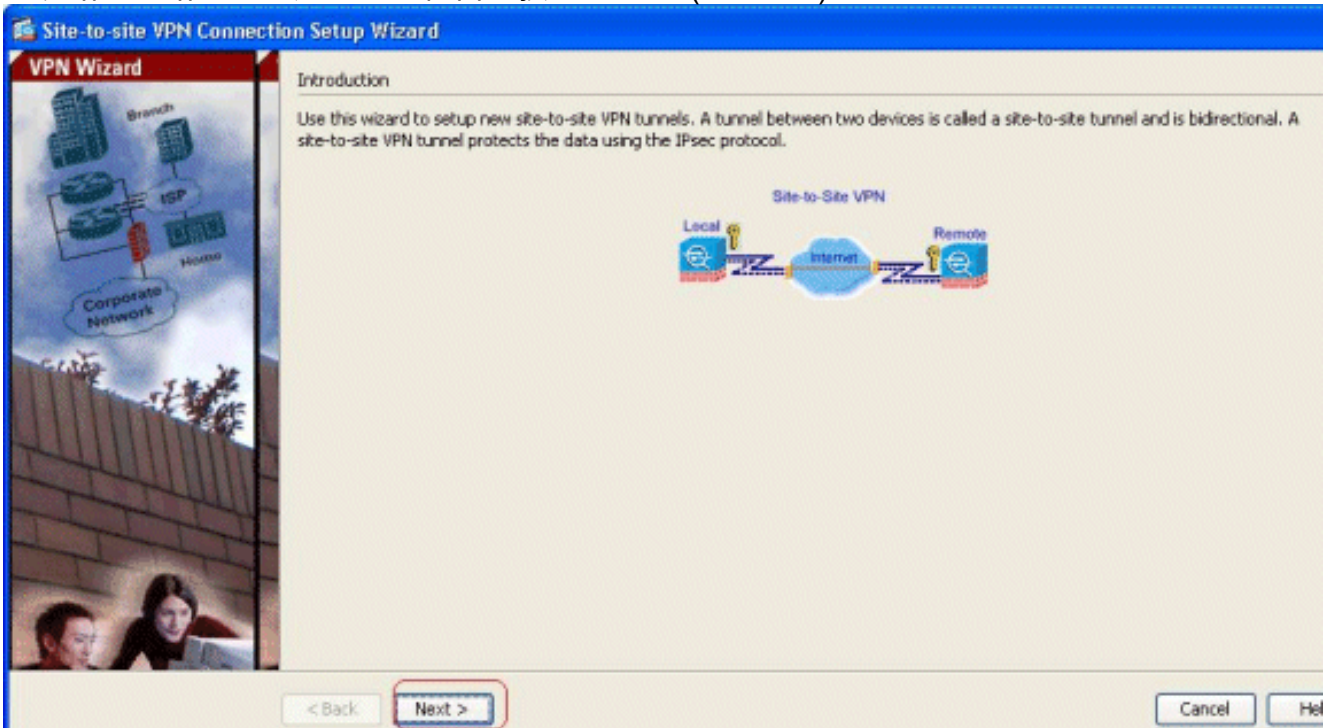 Site-to-site VPN Connection Setup Wizard
VPN Wizard
Branch
ISP
Home
Corporate
Network
Introduction
Use this wizard to setup new site-to-site VPN tunnels. A tunnel between two devices is called a site-to-site tunnel and is bidirectional. A
site-to-site VPN tunnel protects the data using the IPsec protocol.
Site-to-Site VPN
Local
Internet
Remote
< Back
Next >
Cancel
Hel